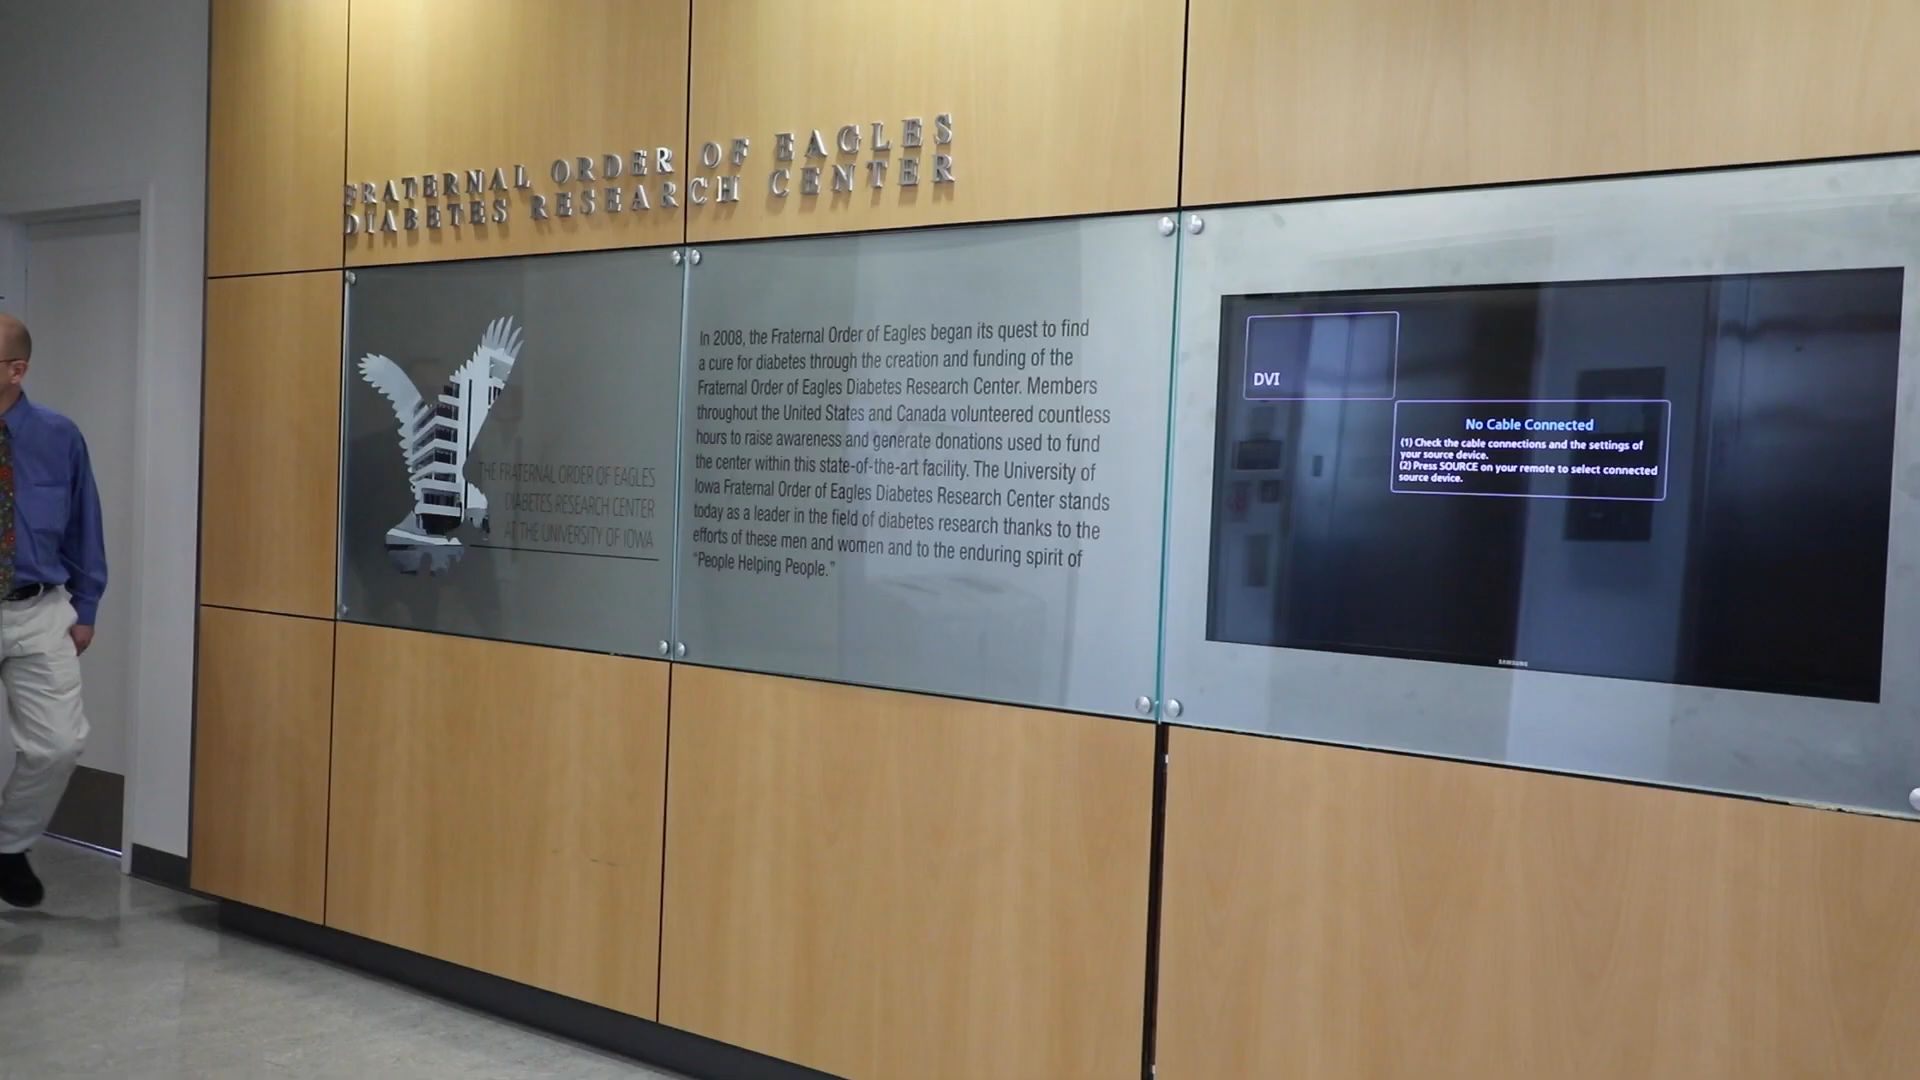 FRATERNAL ORDER OF EAGLES
DIABETES RESEARCH CENTER
THE FRATERNAL ORDER OF EAGLES
DIABETES RESEARCH CENTER
AT THE UNIVERSITY OF IOWA
In 2008, the Fraternal Order of Eagles began its quest to find
a cure for diabetes through the creation and funding of the
Fraternal Order of Eagles Diabetes Research Center. Members
throughout the United States and Canada volunteered countless
hours to raise awareness and generate donations used to fund
the center within this state-of-the-art facility. The University of
Iowa Fraternal Order of Eagles Diabetes Research Center stands
today as a leader in the field of diabetes research thanks to the
efforts of these men and women and to the enduring spirit of
"People Helping People."
DVI
No Cable Connected
(1) Check the cable connections and the settings of
your source device.
(2) Press SOURCE on your remote to select connected
source device.
SAMSUNG